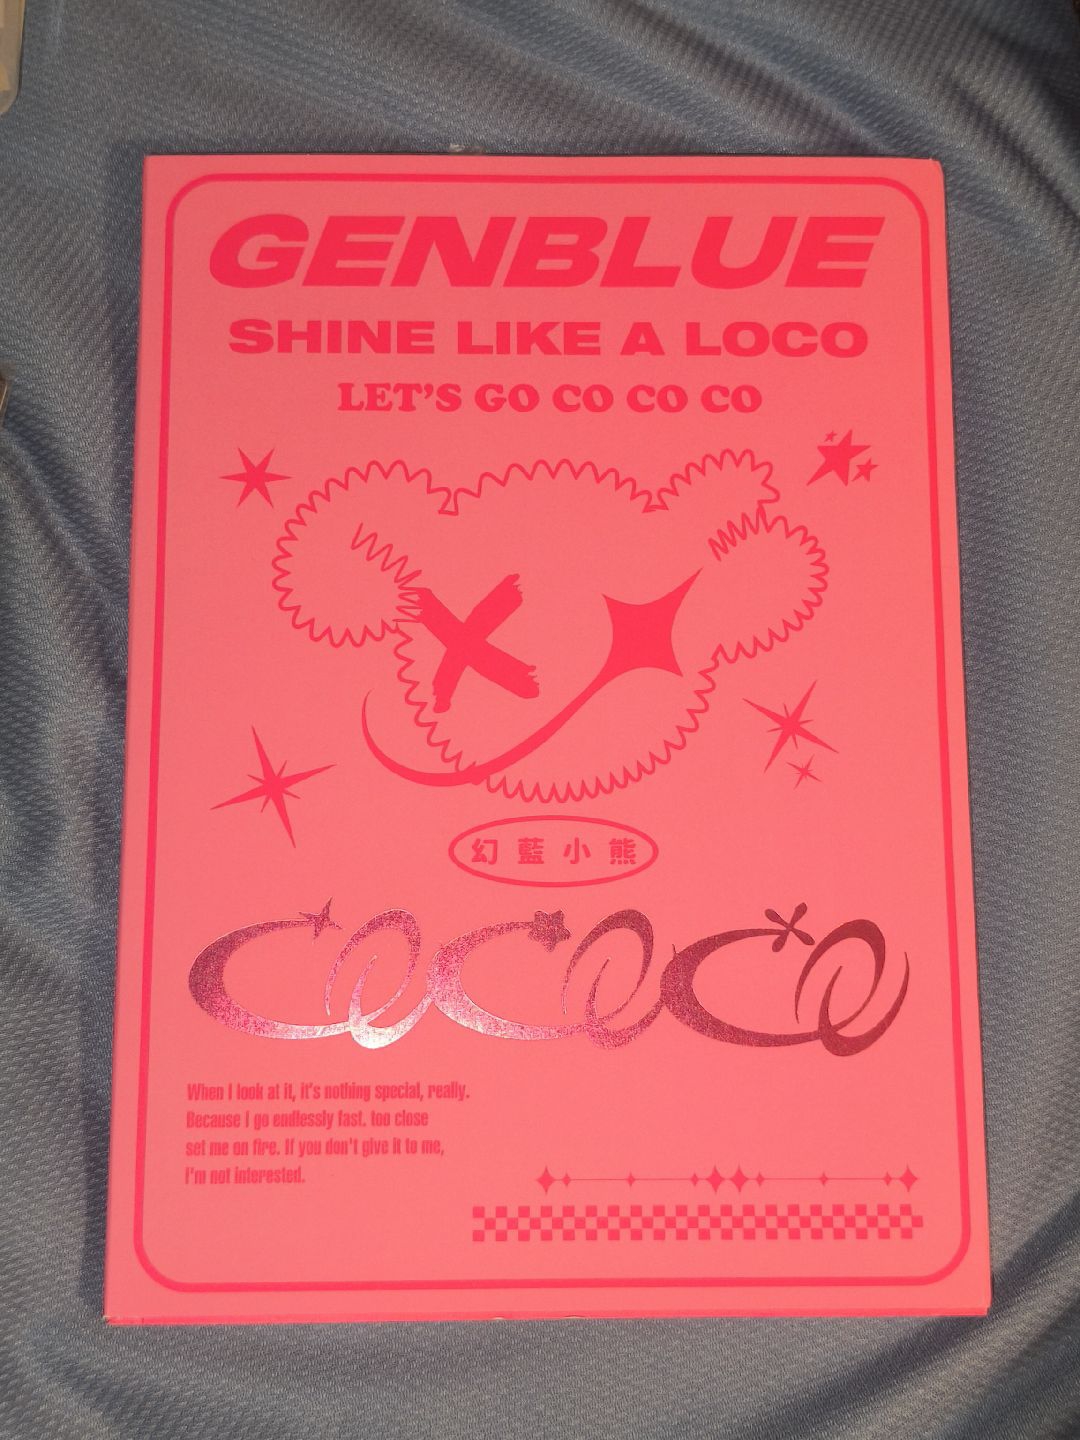 GENBLUE
SHINE LIKE A LOCO
LET'S GO CO CO CO
幻藍小熊
COCOCO
When I look at it, it's nothing special, really.
Because I go endlessly fast. too close
set me on fire. If you don't give it to me,
I'm not interested.